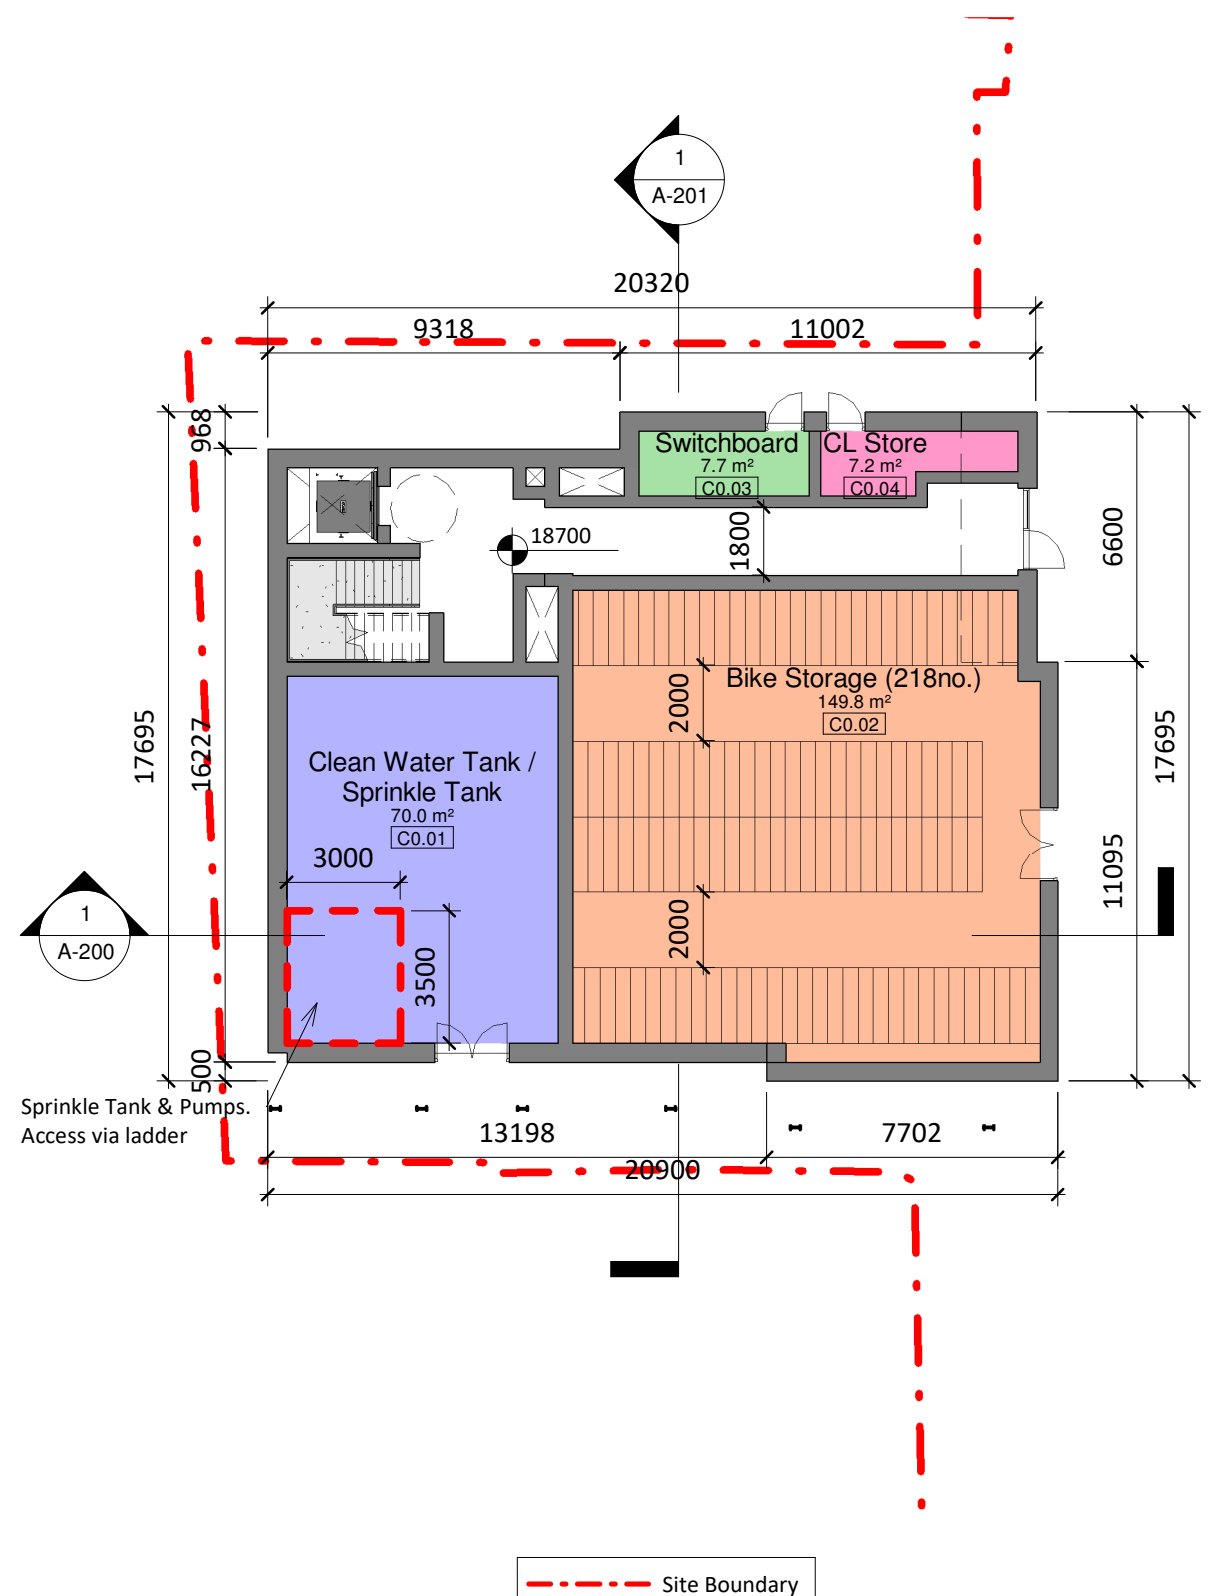 1
A-201
20320
9318
11002
968
Switchboard
7.7 m²
C0.03
CL Store
7.2 m²
C0.04
18700
1800
6600
17695
16227
2000
Bike Storage (218no.)
149.8 m²
C0.02
17695
Clean Water Tank /
Sprinkle Tank
70.0 m²
C0.01
3000
11095
1
A-200
2000
3500
500
Sprinkle Tank & Pumps.
Access via ladder
13198
7702
20900
Site Boundary